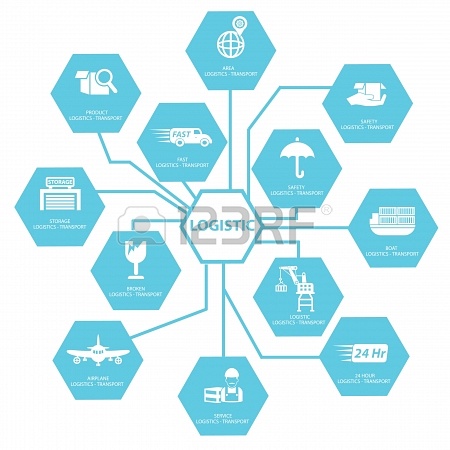 AREA
LOGISTICS - TRANSPORT
PRODUCT
LOGISTICS - TRANSPORT
SAFETY
LOGISTICS - TRANSPORT
FAST
FAST
LOGISTICS - TRANSPORT
SAFETY
LOGISTICS - TRANSPORT
STORAGE
STORAGE
LOGISTICS - TRANSPORT
LOGISTIC
123RF
BOAT
LOGISTICS - TRANSPORT
BROKEN
LOGISTICS - TRANSPORT
LOGISTIC
LOGISTICS - TRANSPORT
AIRPLANE
LOGISTICS - TRANSPORT
24 Hr
24 HOUR
LOGISTICS - TRANSPORT
SERVICE
LOGISTICS - TRANSPORT